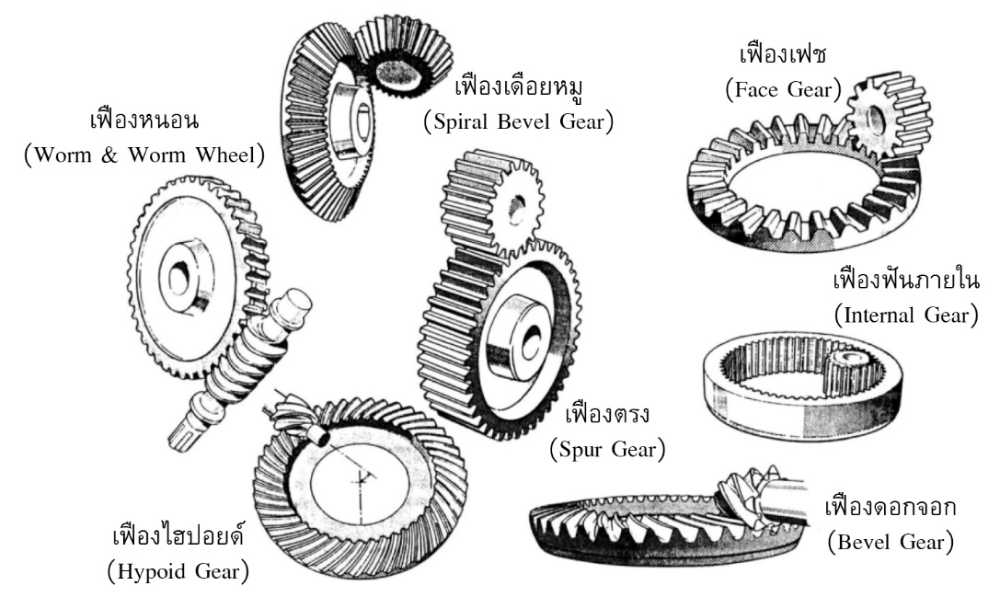 เฟืองเฟช
(Face Gear)
เฟืองเดือยหมู
(Spiral Bevel Gear)
เฟืองหนอน
(Worm & Worm Wheel)
เฟืองฟันภายใน
(Internal Gear)
เฟืองตรง
(Spur Gear)
เฟืองดอกจอก
(Bevel Gear)
เฟืองไฮปอยด์
(Hypoid Gear)